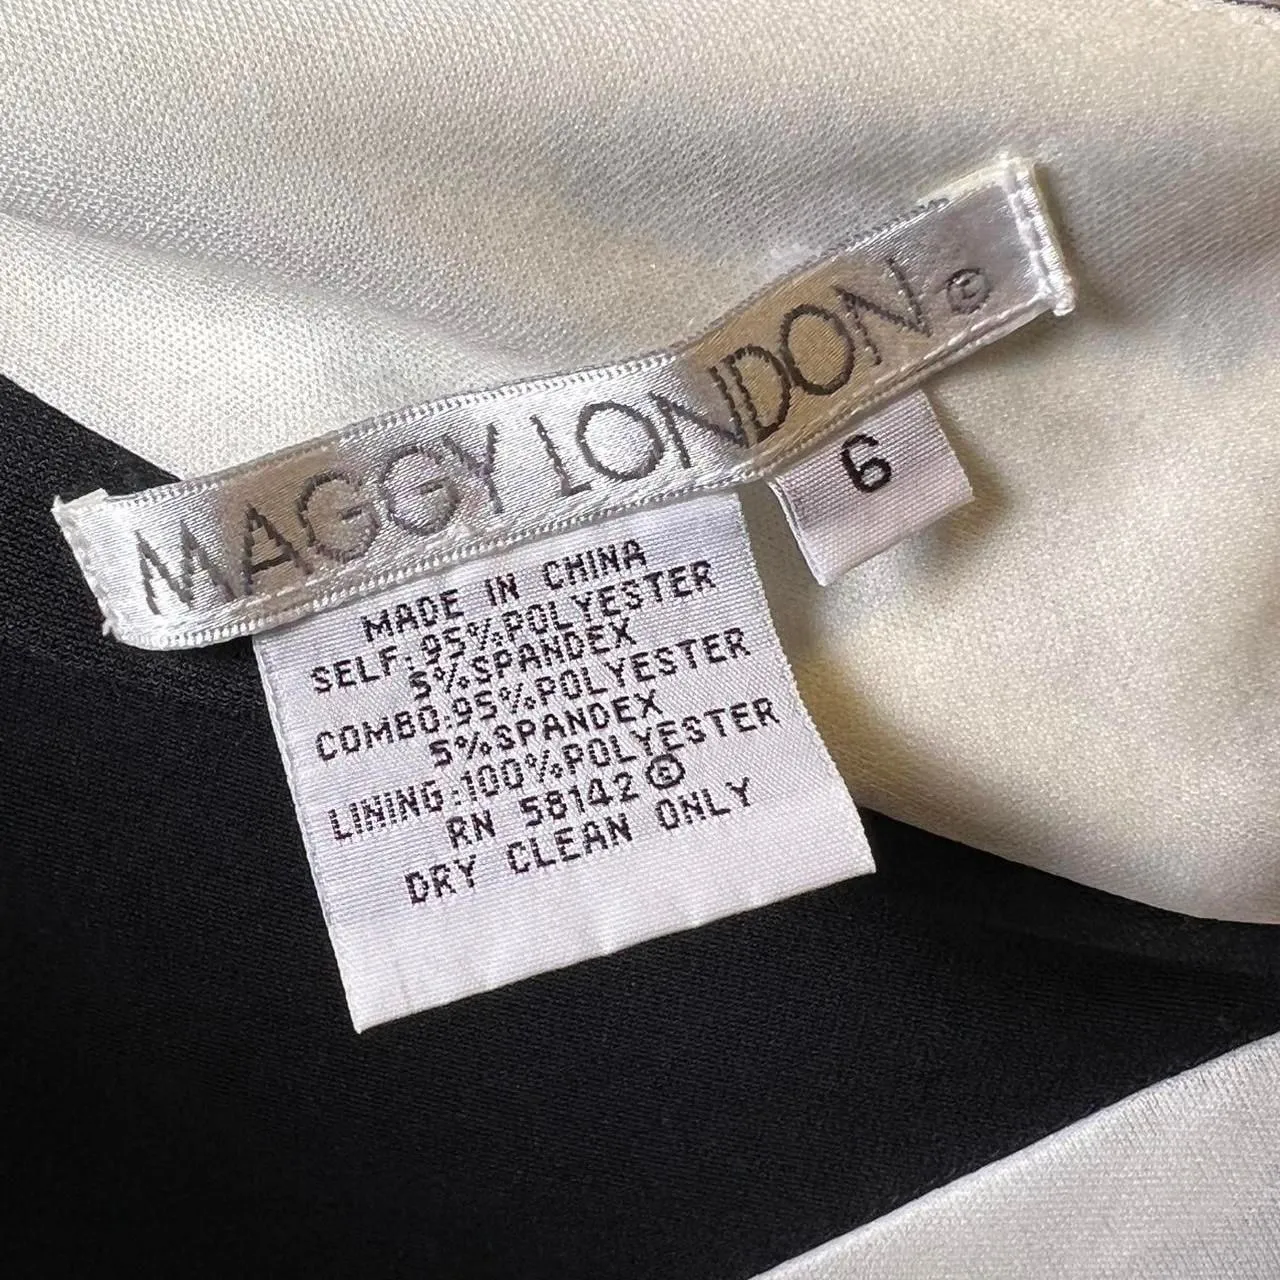 MAGGY LONDON ©
6
MADE IN CHINA
SELF:95%POLYESTER
5%SPANDEX
COMBO:95%POLYESTER
5%SPANDEX
LINING:100%POLYESTER
RN 58142 ©
DRY CLEAN ONLY